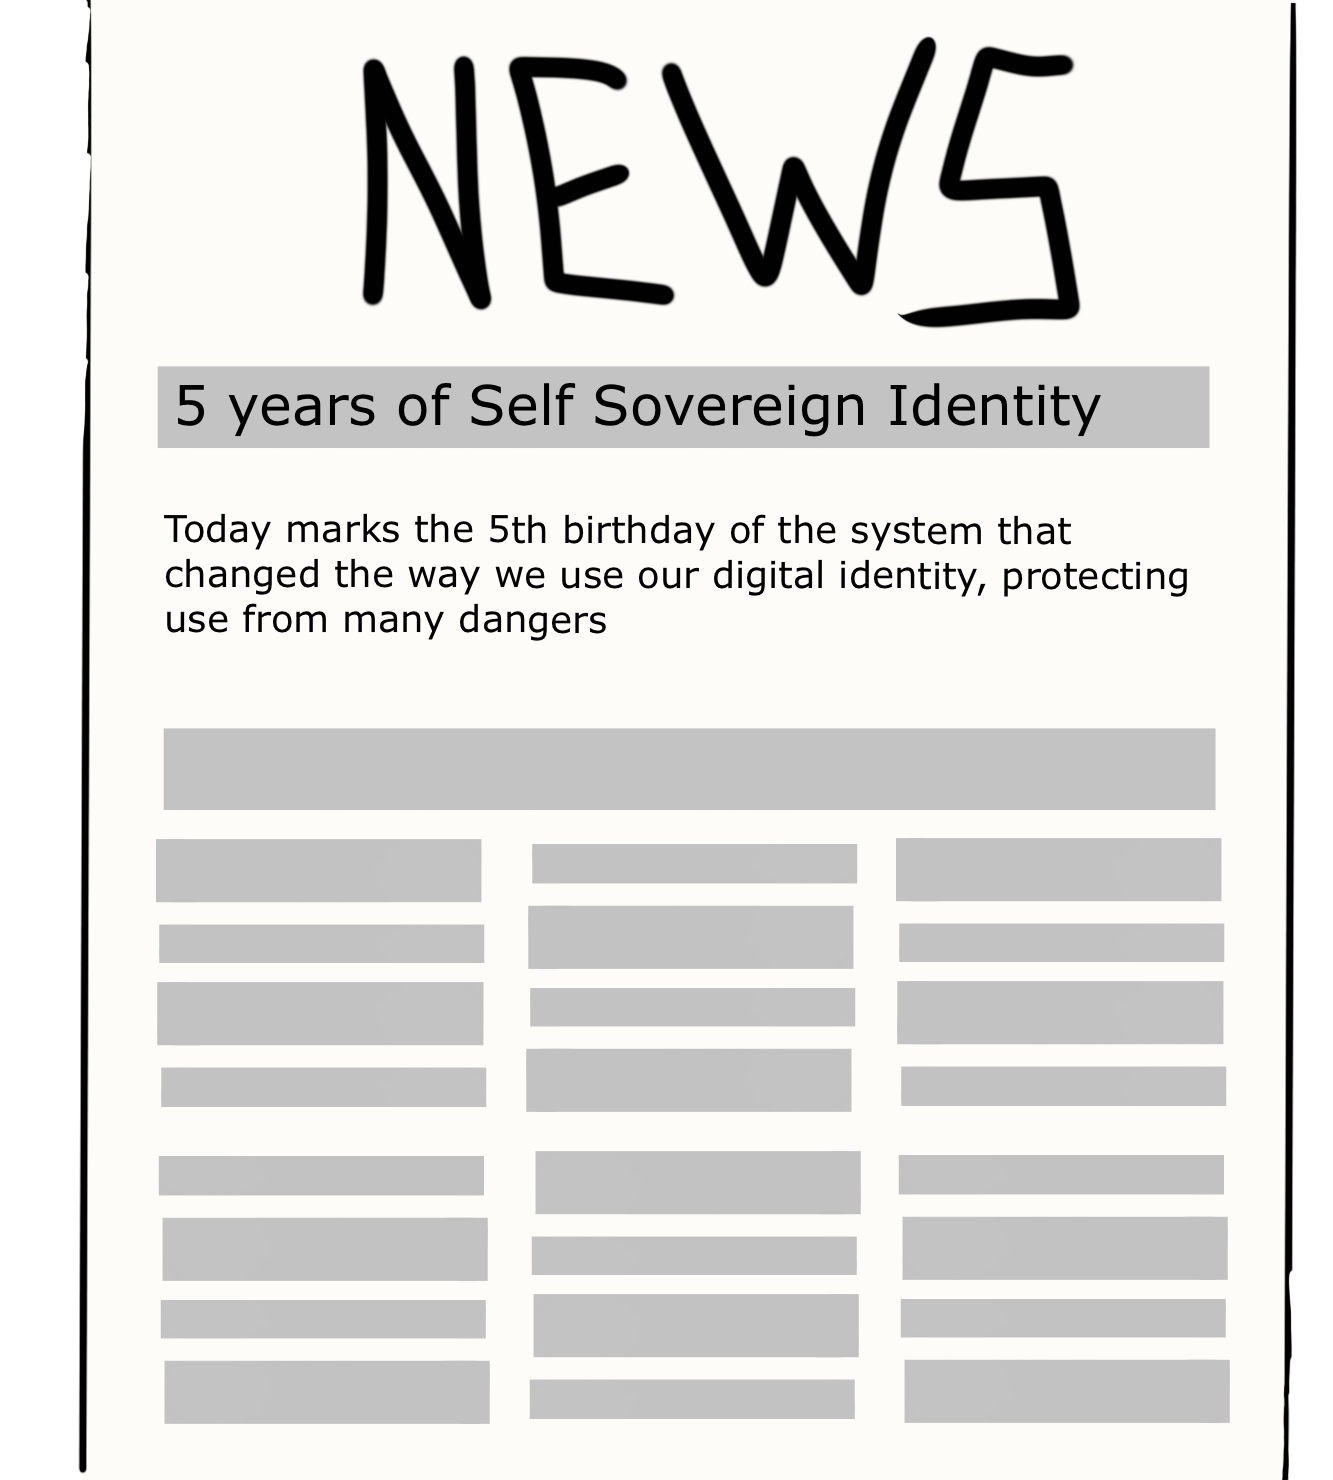 NEWS
5 years of Self Sovereign Identity
Today marks the 5th birthday of the system that
changed the way we use our digital identity, protecting
use from many dangers